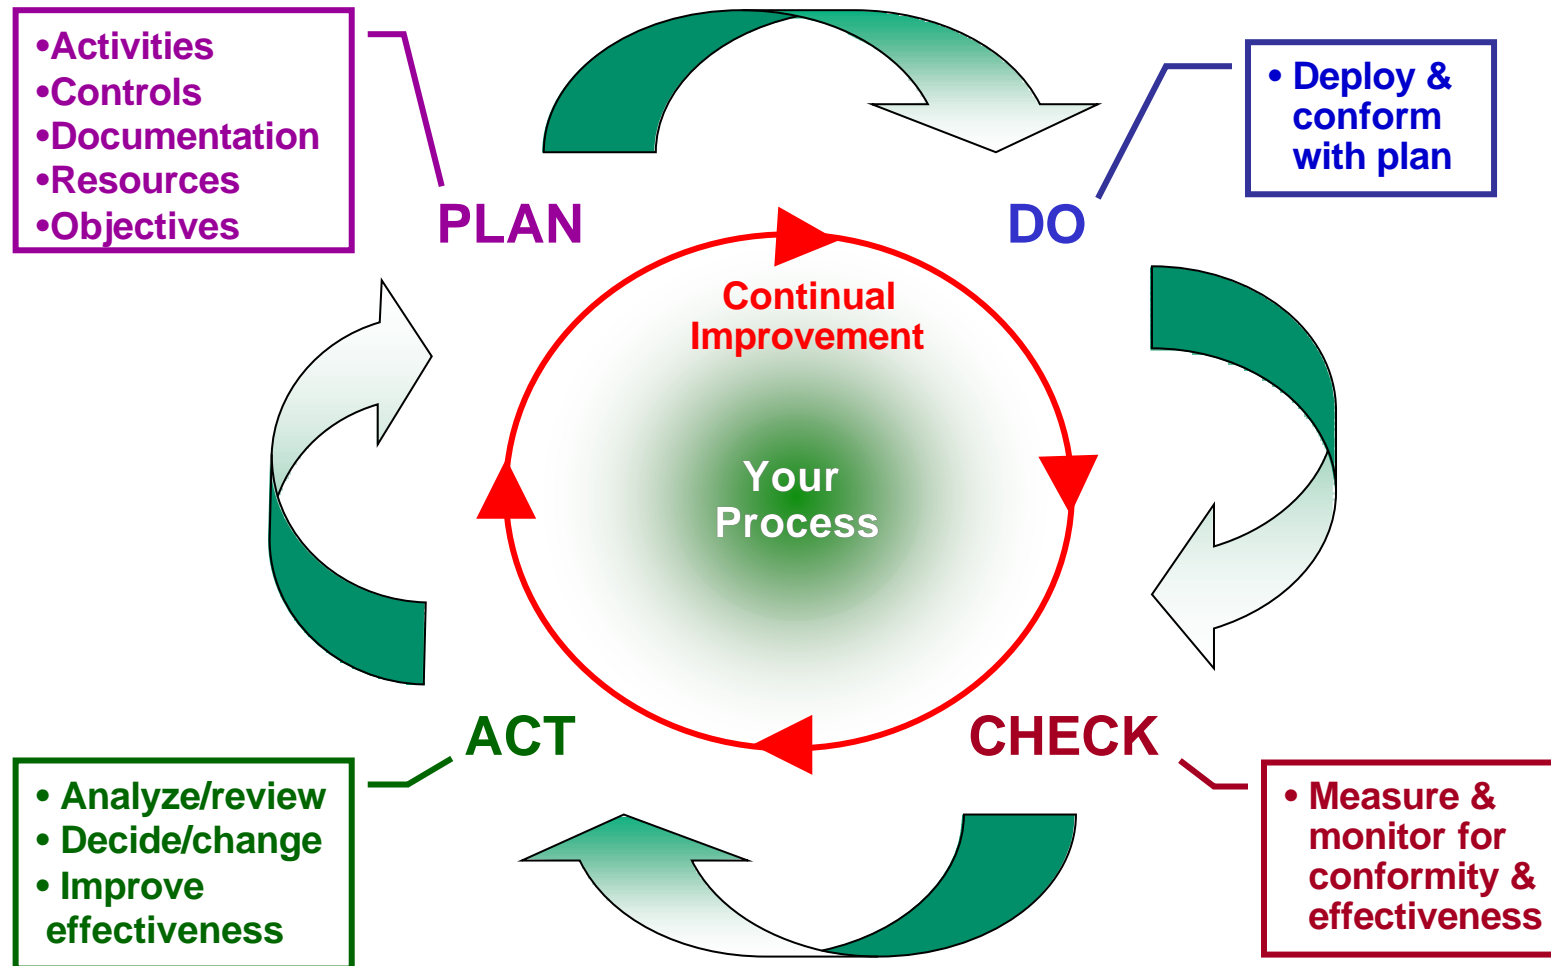 •Activities
•Controls
•Documentation
•Resources
•Objectives
• Deploy &
conform
with plan
PLAN
DO
Continual
Improvement
Your
Process
ACT
CHECK
• Analyze/review
• Decide/change
• Improve
effectiveness
• Measure &
monitor for
conformity &
effectiveness